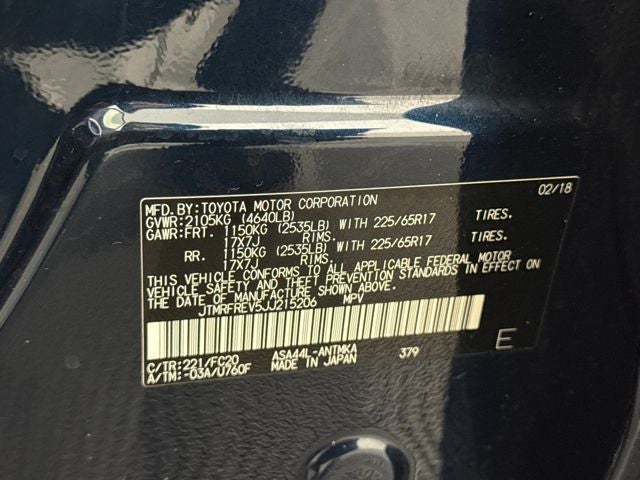 MFD.BY:TOYOTA MOTOR CORPORATION 02/18
GVWR:2105KG (4640LB)
GAWR:FRT. 1150KG (2535LB) WITH 225/65R17 TIRES.
17X7J RIMS.
RR. 1150KG (2535LB) WITH 225/65R17 TIRES.
17X7J RIMS.
THIS VEHICLE CONFORMS TO ALL APPLICABLE FEDERAL MOTOR
VEHICLE SAFETY AND THEFT PREVENTION STANDARDS IN EFFECT ON
THE DATE OF MANUFACTURE SHOWN ABOVE.
JTMRFREV5JJ215206 MPV
C/TR:221/FC20 ASA44L-ANTMKA 379 E
A/TM:-03A/U760F MADE IN JAPAN